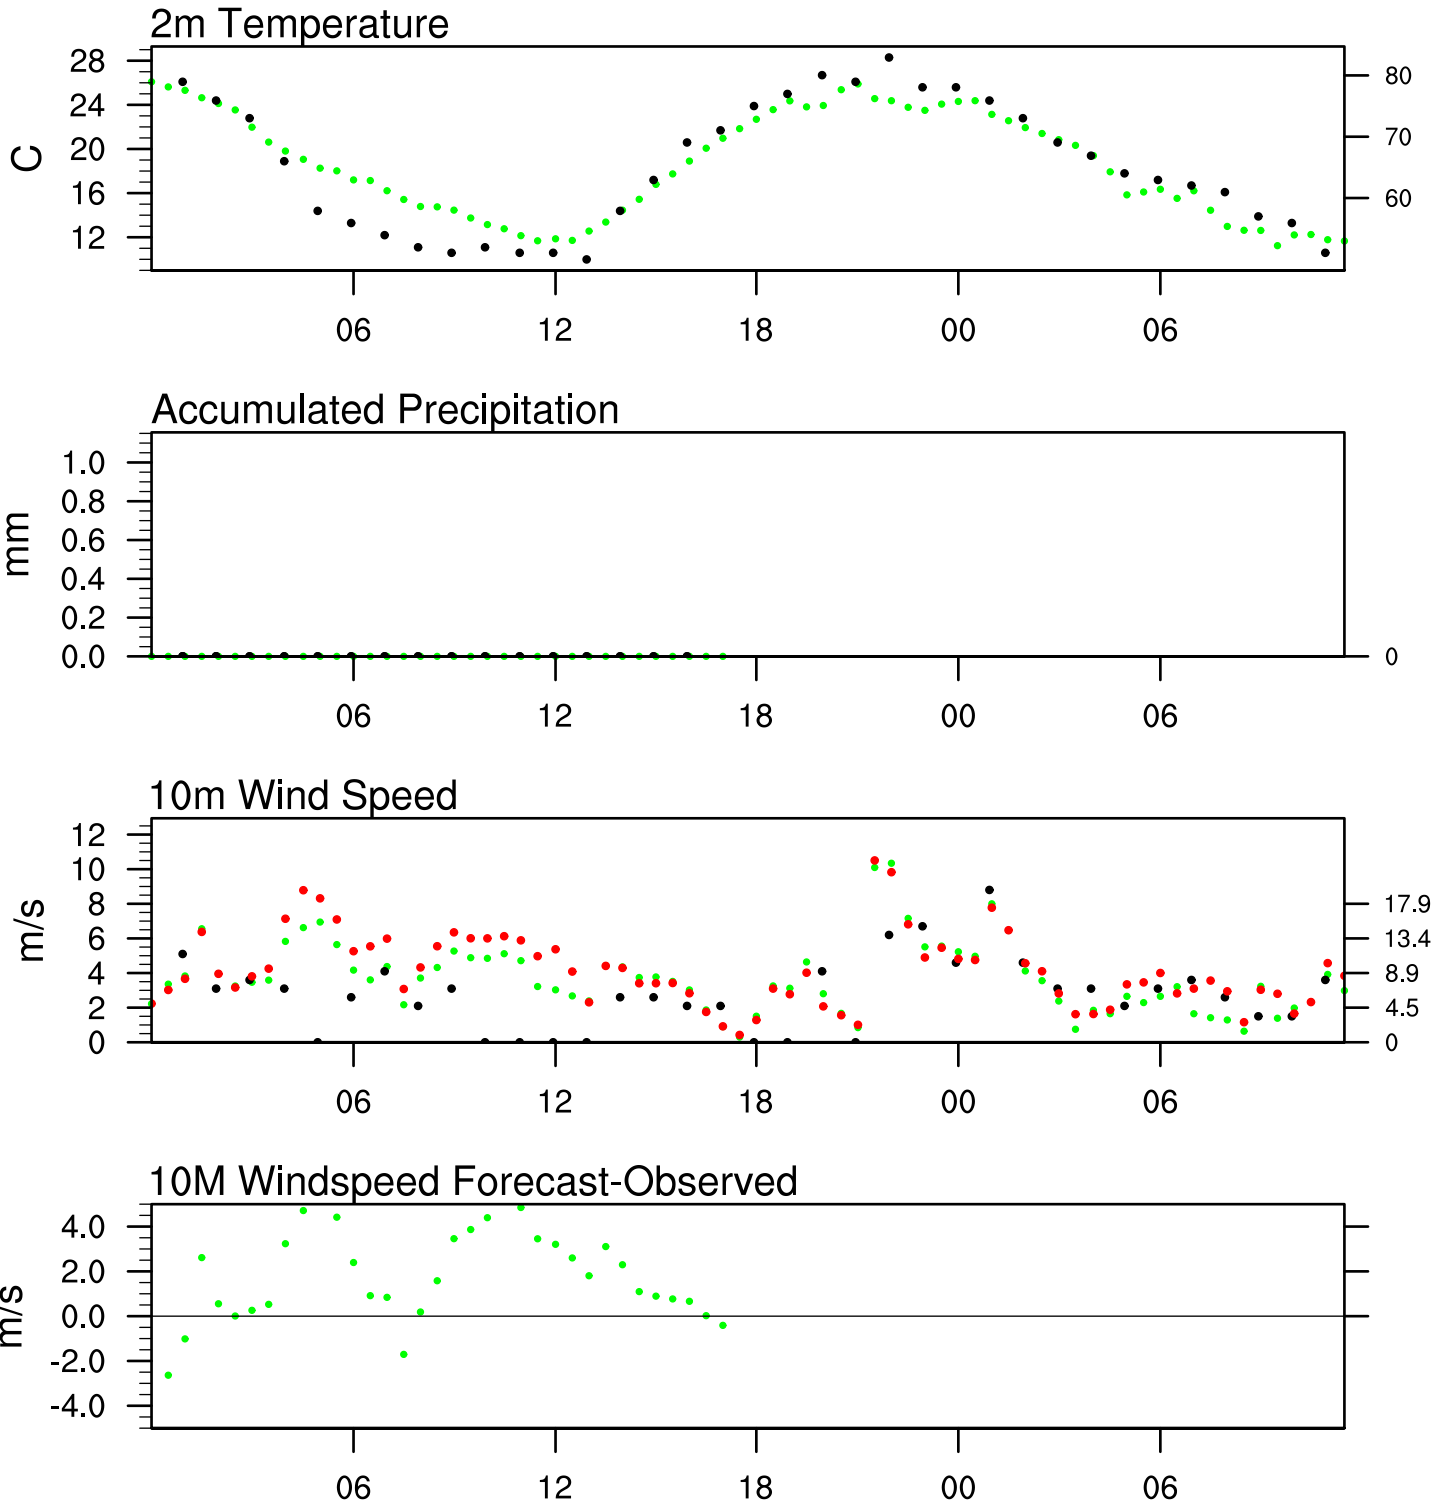 2m Temperature
28
24
20
16
12
C
80
70
60
06 12 18 00 06
Accumulated Precipitation
1.0
0.8
0.6
0.4
0.2
0.0
mm
0
06 12 18 00 06
10m Wind Speed
12
10
8
6
4
2
0
m/s
17.9
13.4
8.9
4.5
0
06 12 18 00 06
10M Windspeed Forecast-Observed
4.0
2.0
0.0
-2.0
-4.0
m/s
06 12 18 00 06